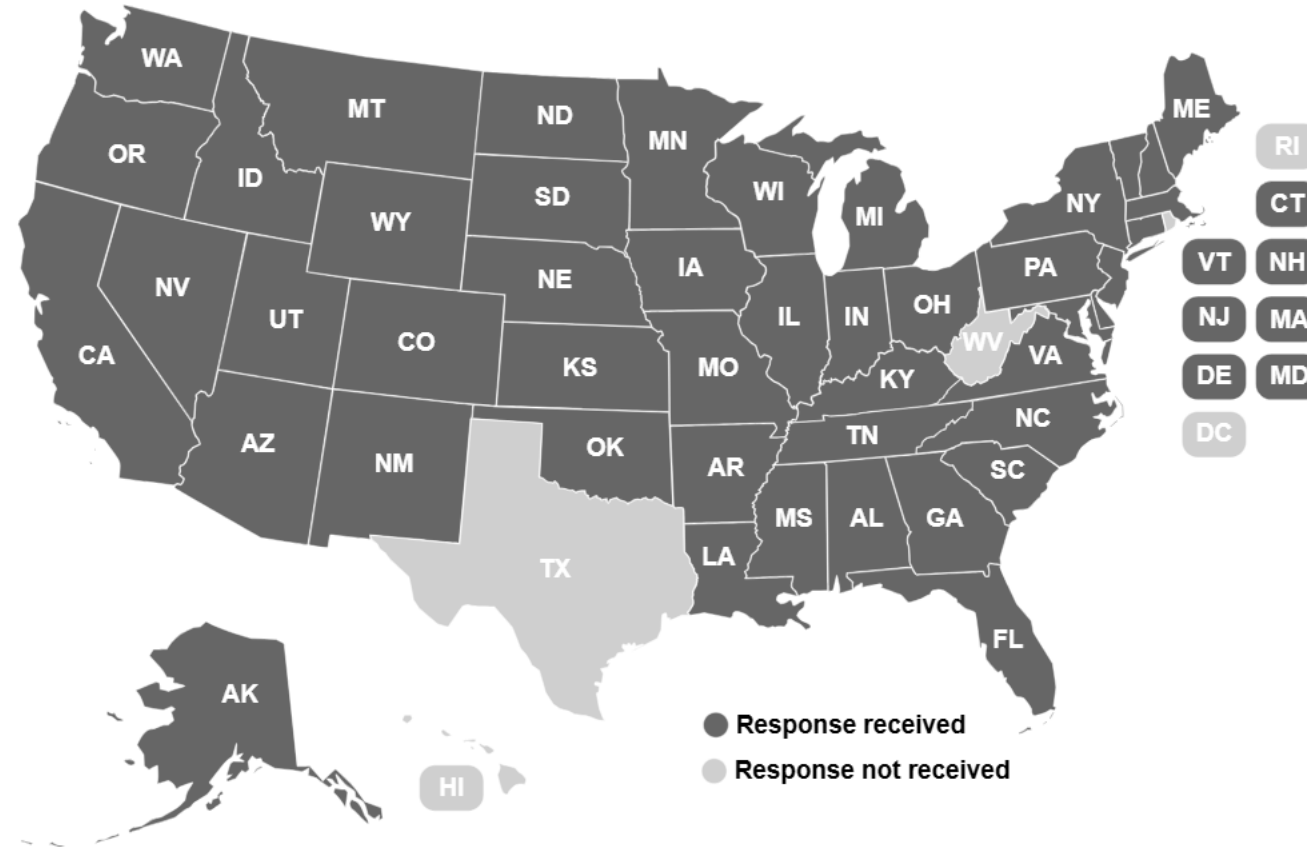 WA
MT
ND
MN
ME
OR
ID
SD
WI
MI
NY
RI
CT
WY
IA
PA
VT
NH
NV
NE
UT
CO
IL
IN
OH
NJ
MA
CA
KS
MO
WV
VA
KY
DE
MD
AZ
NM
OK
AR
TN
NC
DC
SC
MS
AL
GA
TX
LA
FL
AK
HI
Response received
Response not received